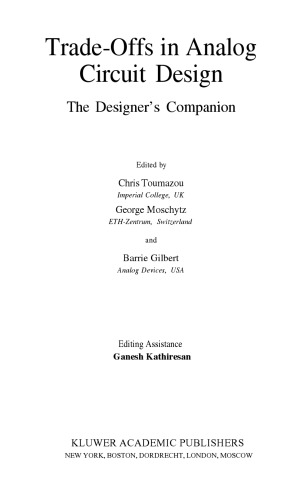 Trade-Offs in Analog
Circuit Design
The Designer's Companion
Edited by
Chris Toumazou
Imperial College, UK
George Moschytz
ETH-Zentrum, Switzerland
and
Barrie Gilbert
Analog Devices, USA
Editing Assistance
Ganesh Kathiresan
KLUWER ACADEMIC PUBLISHERS
NEW YORK, BOSTON, DORDRECHT, LONDON, MOSCOW